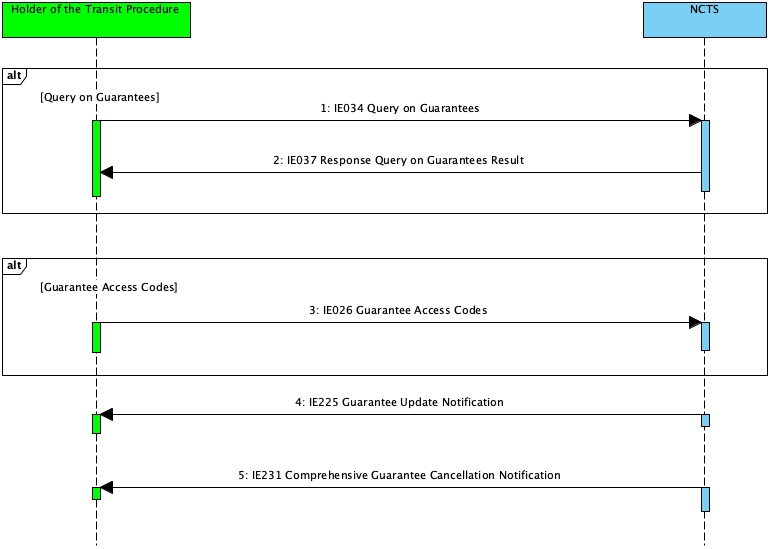 Holder of the Transit Procedure
NCTS
alt
[Query on Guarantees]
1: IE034 Query on Guarantees
2: IE037 Response Query on Guarantees Result
alt
[Guarantee Access Codes]
3: IE026 Guarantee Access Codes
4: IE225 Guarantee Update Notification
5: IE231 Comprehensive Guarantee Cancellation Notification